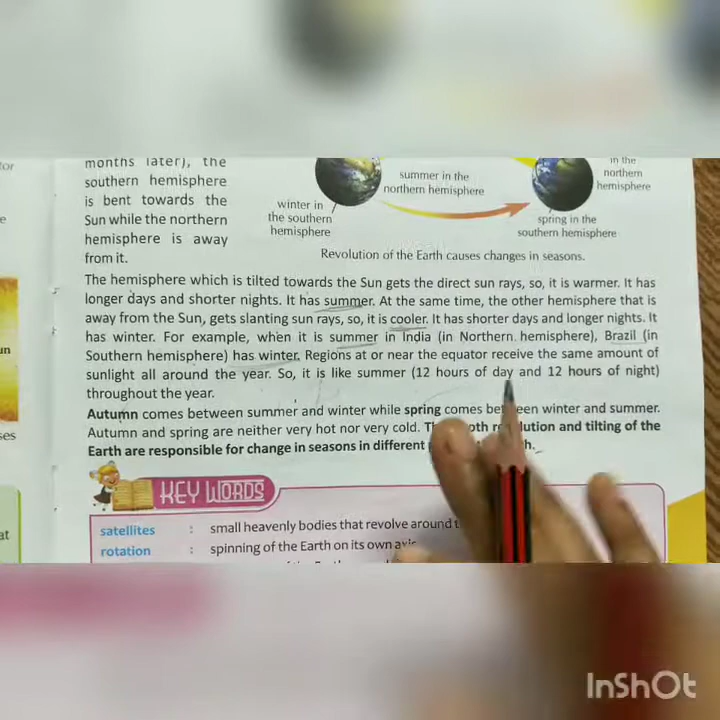 tor
e
un
ses
at
months later), the
southern hemisphere
is bent towards the
Sun while the northern
hemisphere is away
from it.
summer in the
northern hemisphere
in the
northern
hemisphere
winter in
the southern
hemisphere
spring in the
southern hemisphere
Revolution of the Earth causes changes in seasons.
The hemisphere which is tilted towards the Sun gets the direct sun rays, so, it is warmer. It has
longer days and shorter nights. It has summer. At the same time, the other hemisphere that is
away from the Sun, gets slanting sun rays, so, it is cooler. It has shorter days and longer nights. It
has winter. For example, when it is summer in India (in Northern hemisphere), Brazil (in
Southern hemisphere) has winter. Regions at or near the equator receive the same amount of
sunlight all around the year. So, it is like summer (12 hours of day and 12 hours of night)
throughout the year.
Autumn comes between summer and winter while spring comes between winter and summer.
Autumn and spring are neither very hot nor very cold. and tilting of the
Earth are responsible for change in seasons in different
KEY WORDS
satellites : small heavenly bodies that revolve around
rotation : spinning of the Earth on its own axis
InShOt